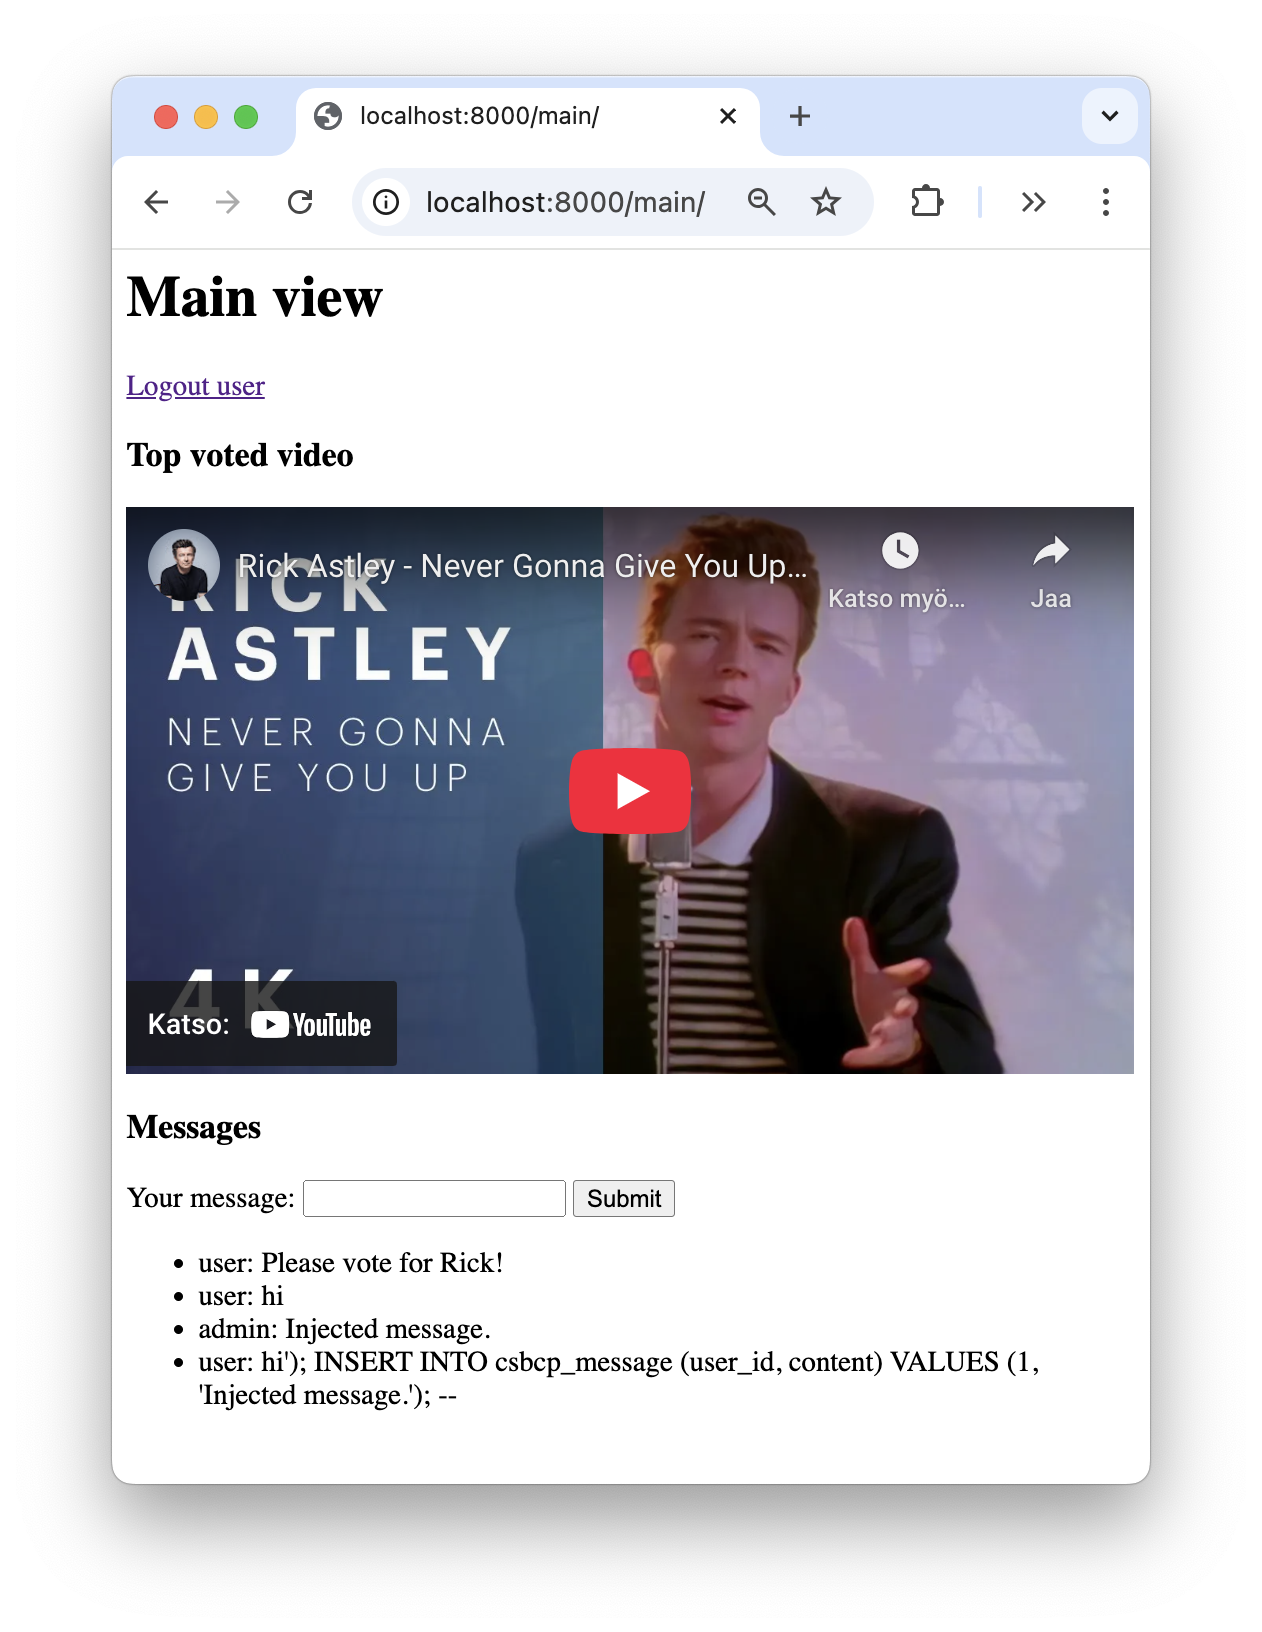 localhost:8000/main/
localhost:8000/main/
Main view
Logout user
Top voted video
Rick Astley - Never Gonna Give You Up...
Katso myö...
Jaa
RICK
ASTLEY
NEVER GONNA
GIVE YOU UP
4K
Katso: YouTube
Messages
Your message: Submit
• user: Please vote for Rick!
• user: hi
• admin: Injected message.
• user: hi'); INSERT INTO csbcp_message (user_id, content) VALUES (1,
'Injected message.'); --